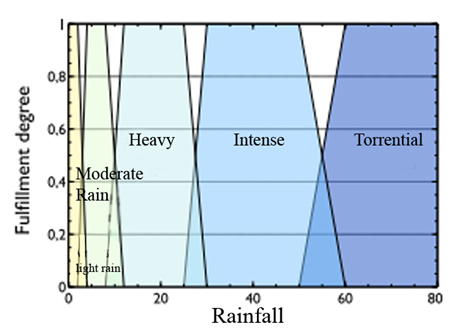 1
0,8
0,6
0,4
0,2
0
Fulfillment degree
Heavy
Intense
Torrential
Moderate
Rain
light rain
0
20
40
60
80
Rainfall